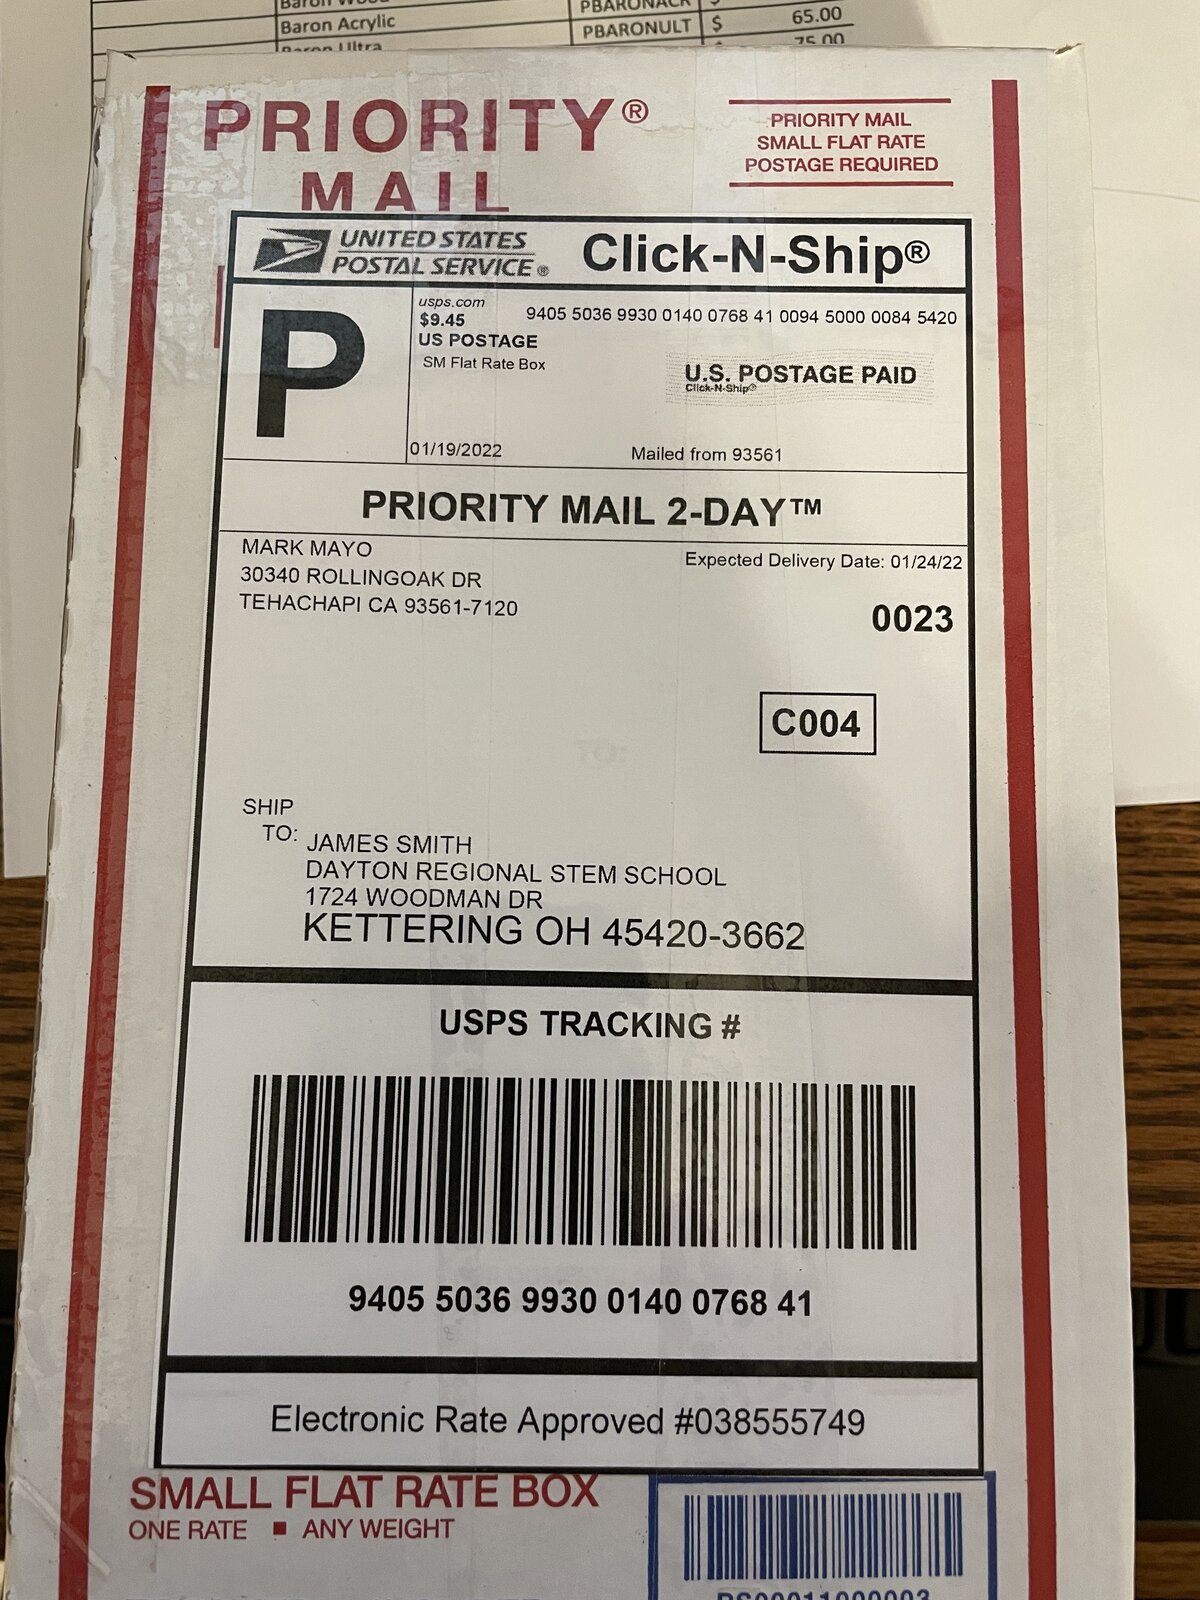 Baron Acrylic PBARONACR $ 65.00
Baron Ultra PBARONULT $ 75.00
PRIORITY®
MAIL
PRIORITY MAIL
SMALL FLAT RATE
POSTAGE REQUIRED
UNITED STATES
POSTAL SERVICE®
Click-N-Ship®
P
usps.com
$9.45
US POSTAGE
SM Flat Rate Box
9405 5036 9930 0140 0768 41 0094 5000 0084 5420
U.S. POSTAGE PAID
Click-N-Ship®
01/19/2022
Mailed from 93561
PRIORITY MAIL 2-DAY™
MARK MAYO
30340 ROLLINGOAK DR
TEHACHAPI CA 93561-7120
Expected Delivery Date: 01/24/22
0023
C004
SHIP
TO:
JAMES SMITH
DAYTON REGIONAL STEM SCHOOL
1724 WOODMAN DR
KETTERING OH 45420-3662
USPS TRACKING #
9405 5036 9930 0140 0768 41
Electronic Rate Approved #038555749
SMALL FLAT RATE BOX
ONE RATE ■ ANY WEIGHT